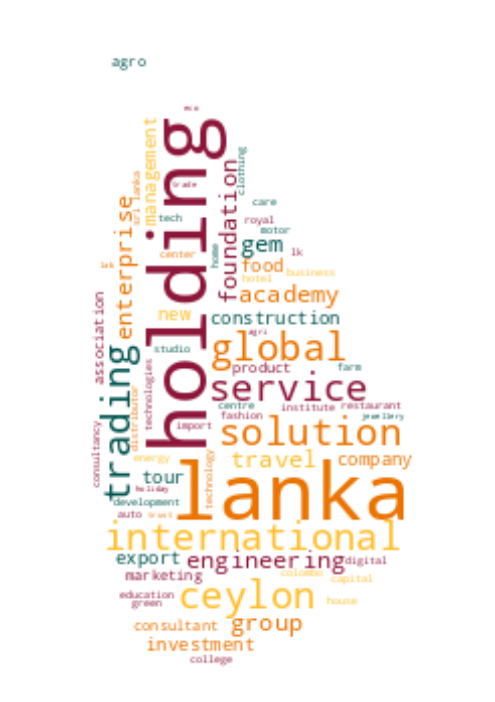 agro
eco
holding
management
trade
sri lanka
clothing
foundation
care
tech
royal
motor
enterprise
gem
center
home
lk
food
business
hotel
academy
association
new
construction
agri
studio
global
trading
product
farm
technologies
service
distributor
centre
institute
restaurant
fashion
jewellery
import
solution
consultancy
energy
travel
company
technology
tour
holiday
lanka
development
auto
trust
international
export
engineering
digital
colombo
marketing
capital
education
ceylon
green
house
consultant
group
investment
college